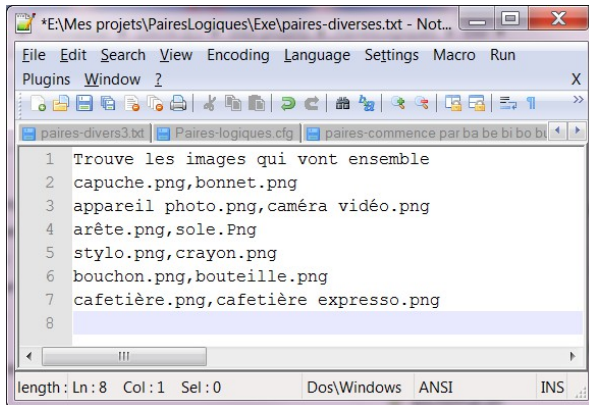 *E:\Mes projets\PairesLogiques\Exe\paires-diverses.txt - Not...
File Edit Search View Encoding Language Settings Macro Run
Plugins Window ? X
paires-divers3.txt Paires-logiques.cfg paires-commence par ba be bi bo bu
1 Trouve les images qui vont ensemble
2 capuche.png,bonnet.png
3 appareil photo.png,caméra vidéo.png
4 arête.png,sole.Png
5 stylo.png,crayon.png
6 bouchon.png,bouteille.png
7 cafetière.png,cafetière expresso.png
8
length : Ln : 8 Col : 1 Sel : 0 Dos\Windows ANSI INS